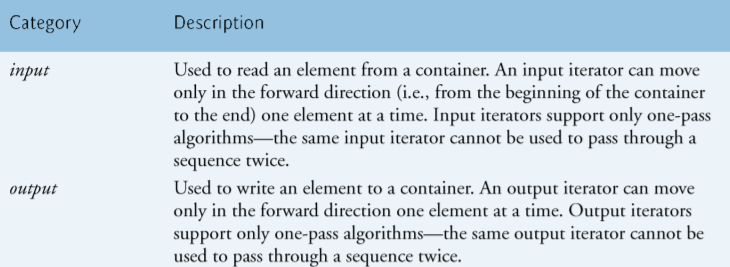 Category Description
input Used to read an element from a container. An input iterator can move
only in the forward direction (i.e., from the beginning of the container
to the end) one element at a time. Input iterators support only one-pass
algorithms—the same input iterator cannot be used to pass through a
sequence twice.
output Used to write an element to a container. An output iterator can move
only in the forward direction one element at a time. Output iterators
support only one-pass algorithms—the same output iterator cannot be
used to pass through a sequence twice.